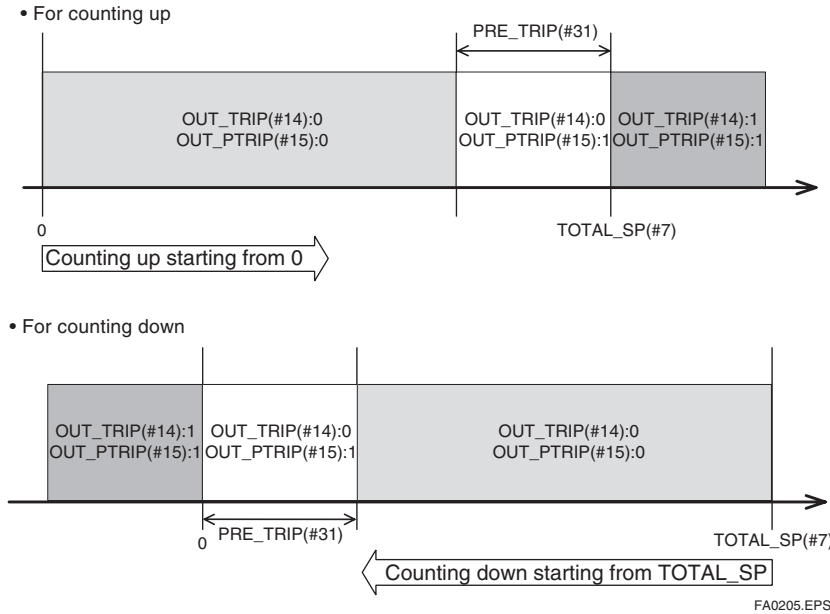 • For counting up
PRE_TRIP(#31)
OUT_TRIP(#14):0
OUT_PTRIP(#15):0
OUT_TRIP(#14):0
OUT_PTRIP(#15):1
OUT_TRIP(#14):1
OUT_PTRIP(#15):1
0
TOTAL_SP(#7)
Counting up starting from 0
• For counting down
OUT_TRIP(#14):1
OUT_PTRIP(#15):1
OUT_TRIP(#14):0
OUT_PTRIP(#15):1
OUT_TRIP(#14):0
OUT_PTRIP(#15):0
0
PRE_TRIP(#31)
TOTAL_SP(#7)
Counting down starting from TOTAL_SP
FA0205.EPS